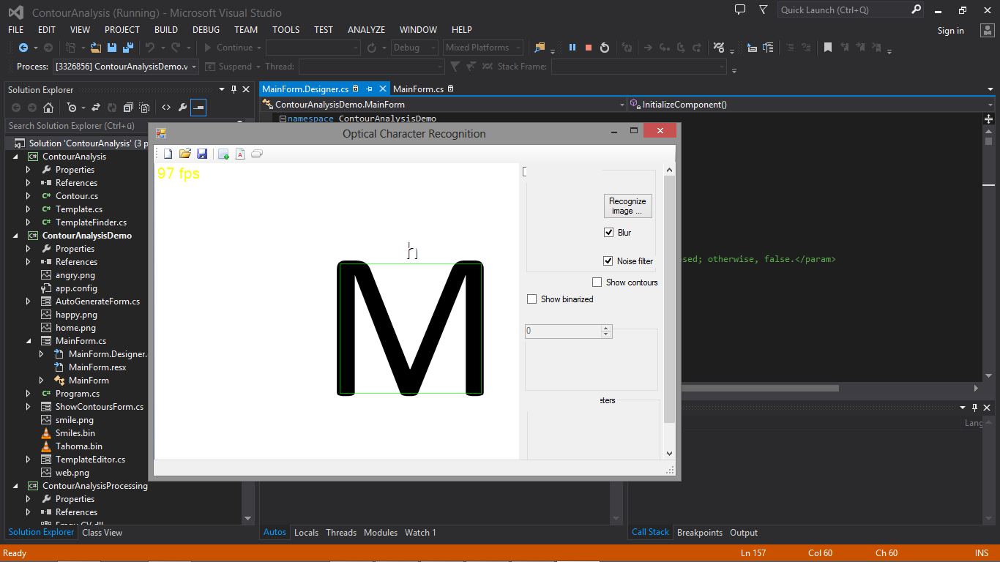 ContourAnalysis (Running) - Microsoft Visual Studio
Quick Launch (Ctrl+Q)
FILE EDIT VIEW PROJECT BUILD DEBUG TEAM TOOLS TEST ANALYZE WINDOW HELP
Sign in
Continue Debug Mixed Platforms
Process: [3326856] ContourAnalysisDemo.v Suspend Thread: Stack Frame:
Solution Explorer
MainForm.Designer.cs MainForm.cs
ContourAnalysisDemo.MainForm InitializeComponent()
namespace ContourAnalysisDemo
Search Solution Explorer (Ctrl+ü)
Solution 'ContourAnalysis' (3 p
ContourAnalysis
Properties
References
Contour.cs
Template.cs
TemplateFinder.cs
ContourAnalysisDemo
Properties
References
angry.png
app.config
AutoGenerateForm.cs
happy.png
home.png
MainForm.cs
MainForm.Designer.
MainForm.resx
MainForm
Program.cs
ShowContoursForm.cs
smile.png
Smiles.bin
Tahoma.bin
TemplateEditor.cs
web.png
ContourAnalysisProcessing
Properties
References
Solution Explorer Class View
Optical Character Recognition
97 fps
h
M
Recognize
image ...
Blur
Noise filter
Show contours
Show binarized
0
eters
sed; otherwise, false.</param>
Lang
Autos Locals Threads Modules Watch 1
Call Stack Breakpoints Output
Ready Ln 157 Col 60 Ch 60 INS